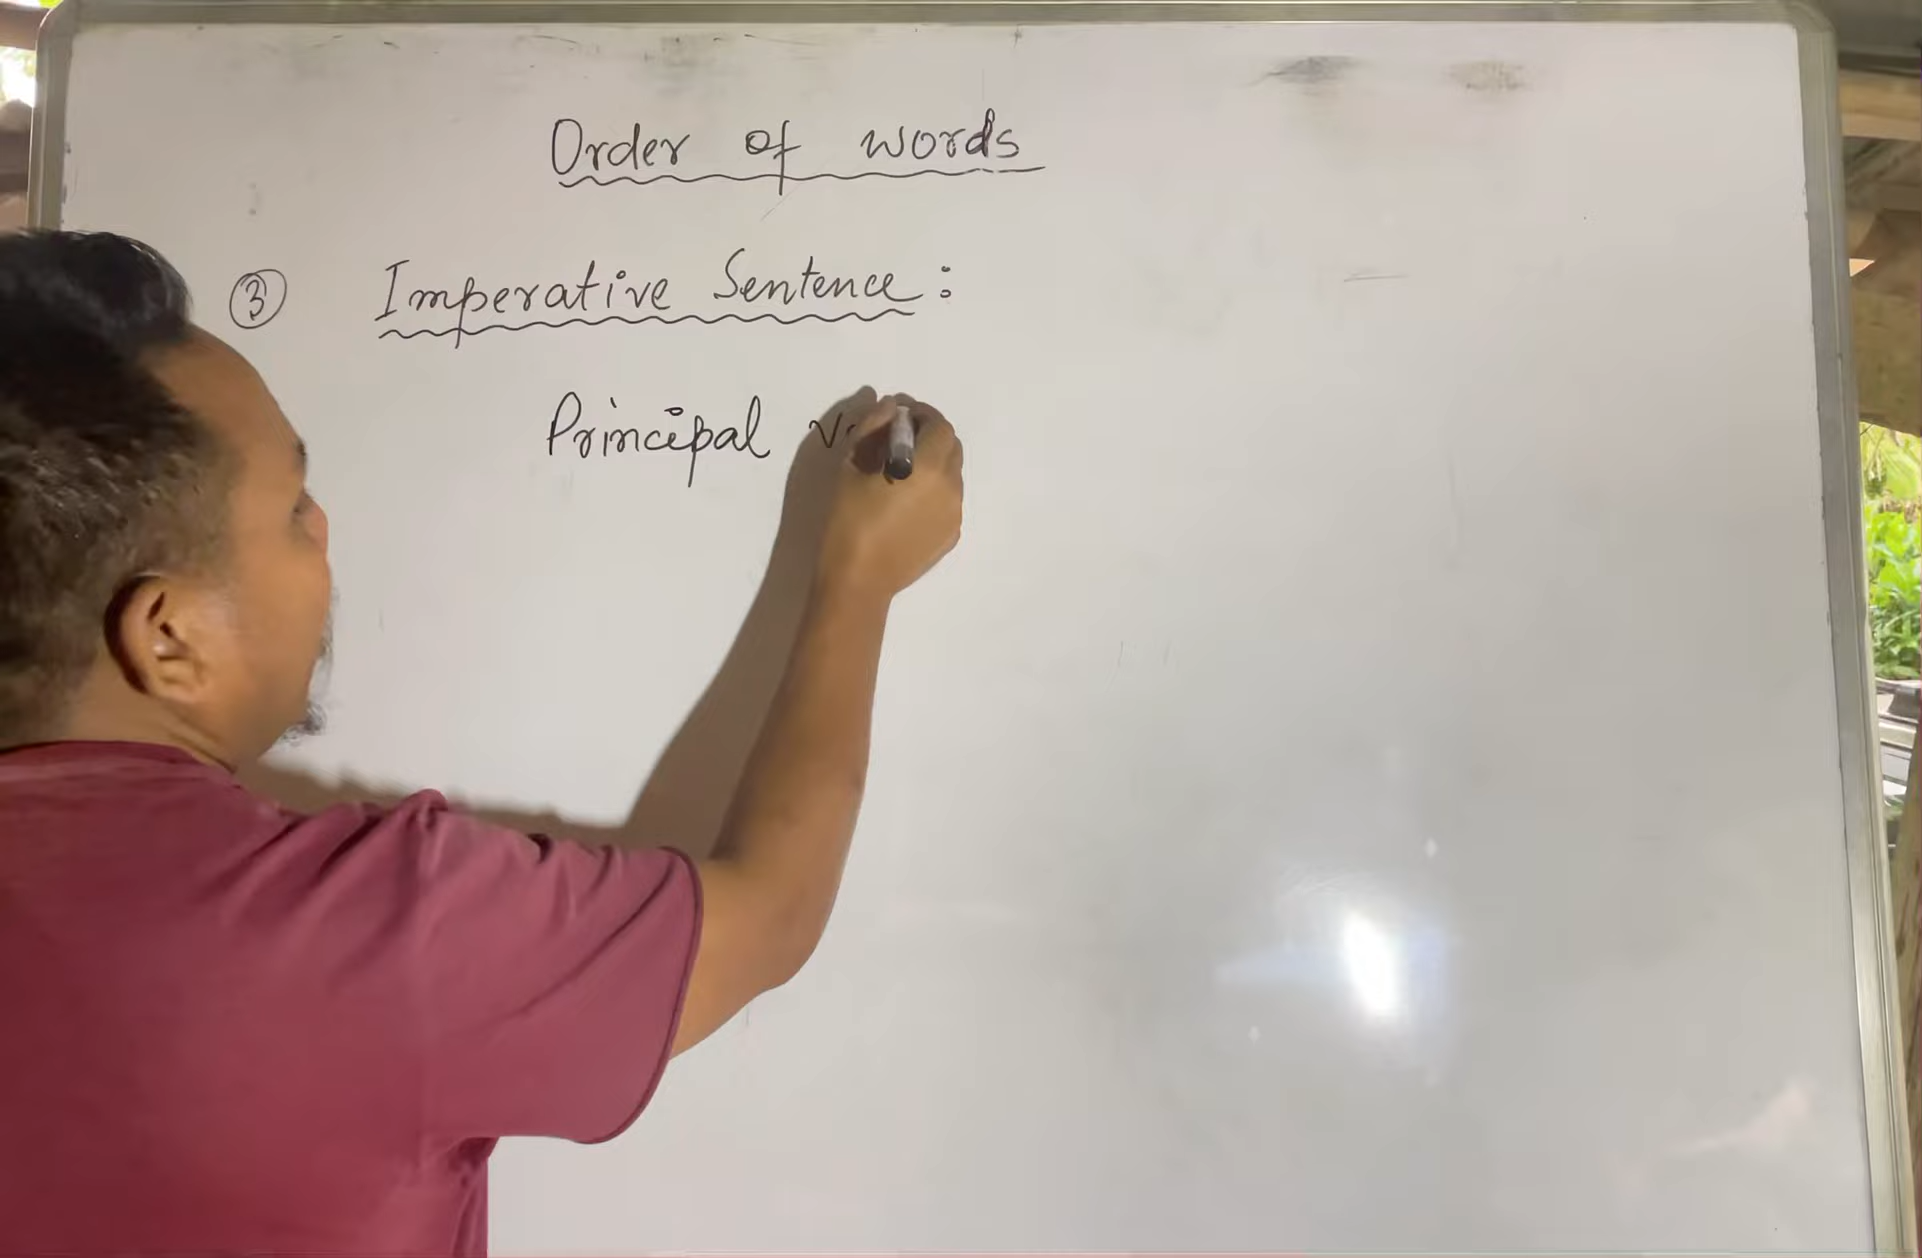 Order of words
③ Imperative Sentence :
Principal